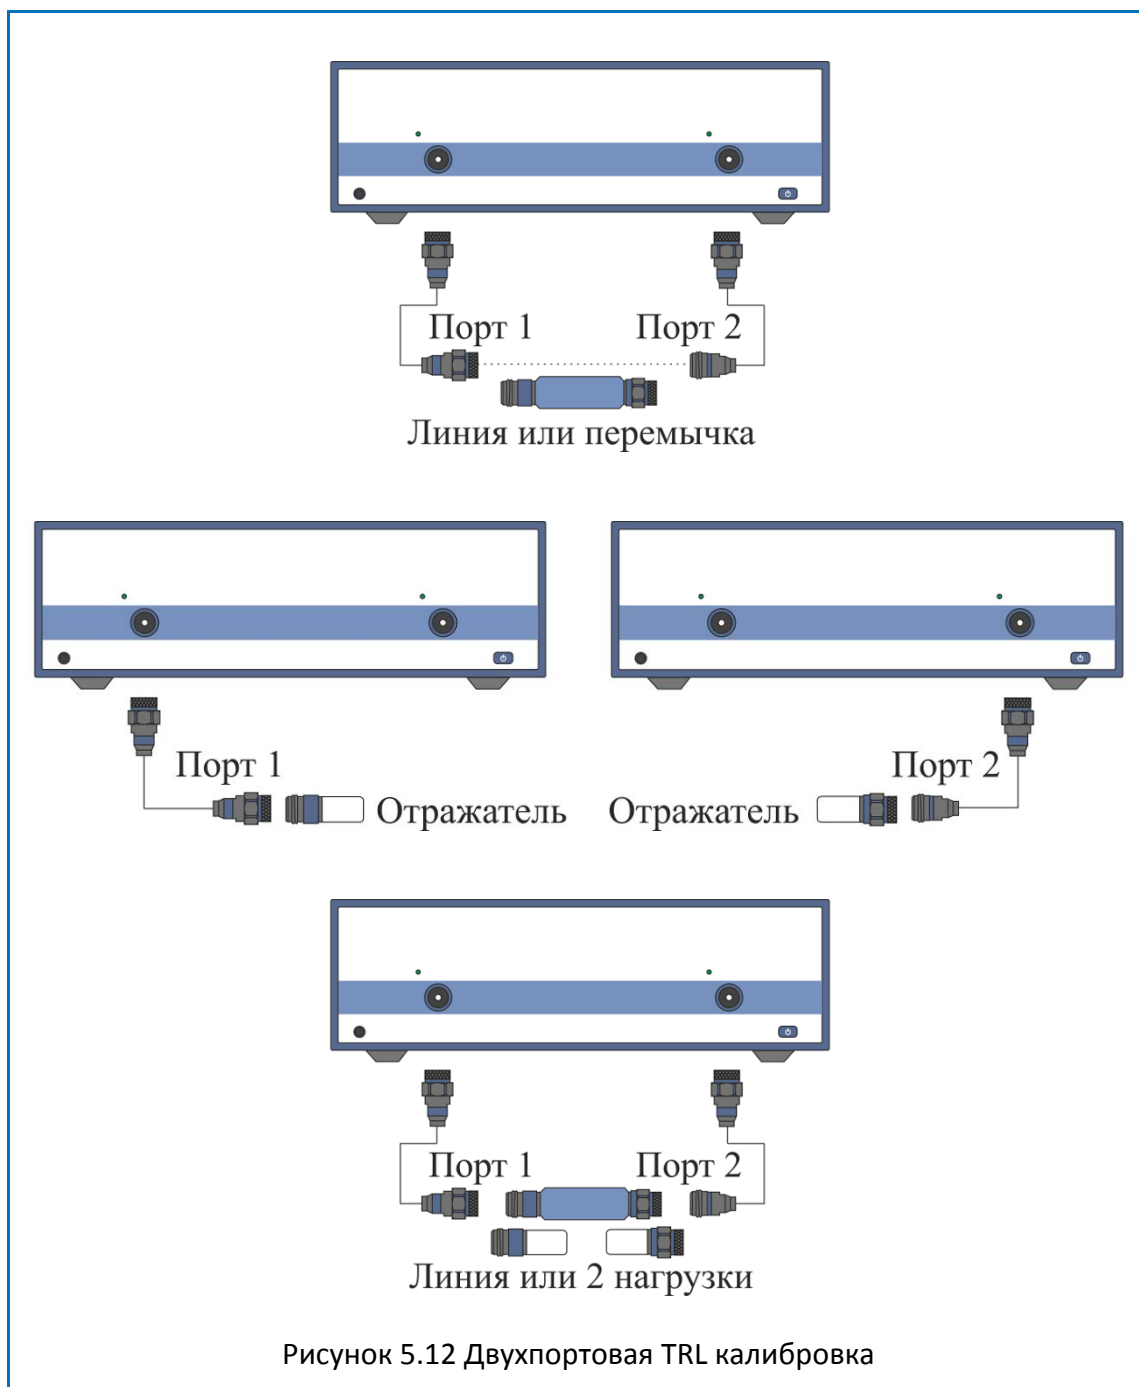 Порт 1 Порт 2
Линия или перемычка
Порт 1 Порт 2
Отражатель Отражатель
Порт 1 Порт 2
Линия или 2 нагрузки
Рисунок 5.12 Двухпортовая TRL калибровка